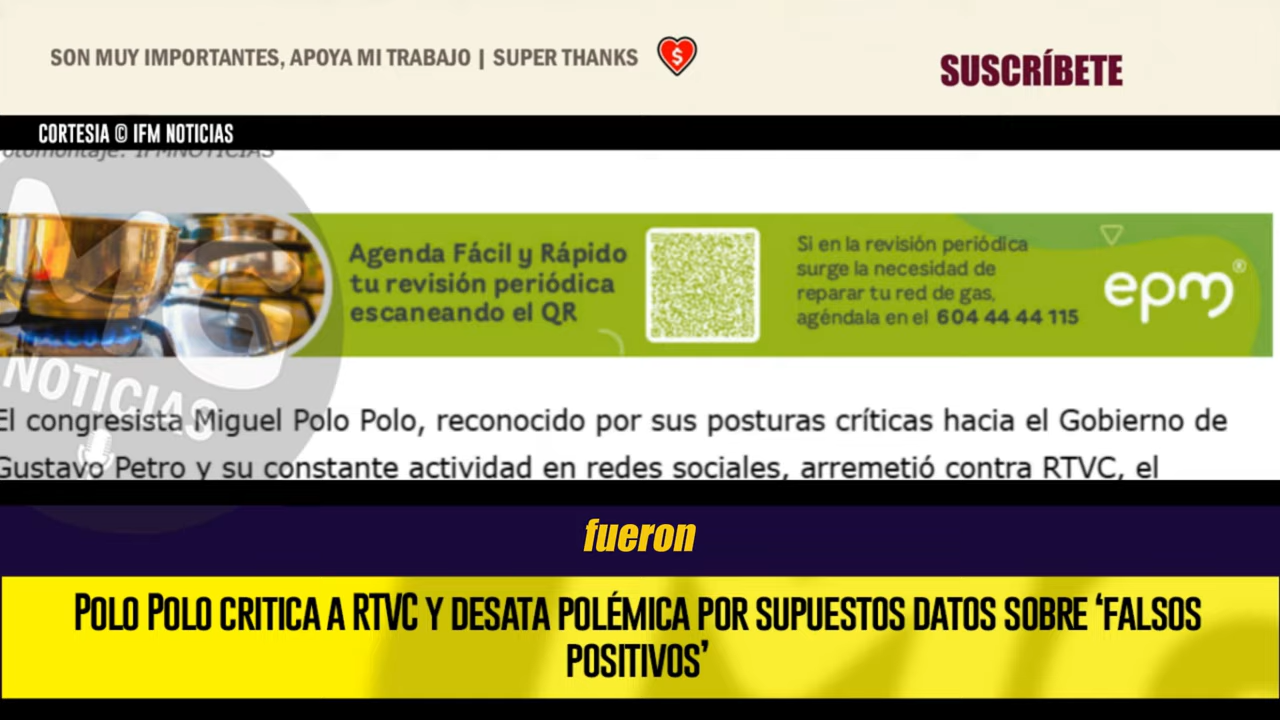 SON MUY IMPORTANTES, APOYA MI TRABAJO | SUPER THANKS
SUSCRÍBETE
CORTESIA © IFM NOTICIAS
otomontaje: IFMNOTICIAS
Agenda Fácil y Rápido
tu revisión periódica
escaneando el QR
Si en la revisión periódica
surge la necesidad de
reparar tu red de gas,
agéndala en el 604 44 44 115
epm®
MG
NOTICIAS
El congresista Miguel Polo Polo, reconocido por sus posturas críticas hacia el Gobierno de
Gustavo Petro y su constante actividad en redes sociales, arremetió contra RTVC, el
fueron
POLO POLO CRITICA A RTVC Y DESATA POLÉMICA POR SUPUESTOS DATOS SOBRE ‘FALSOS
POSITIVOS’